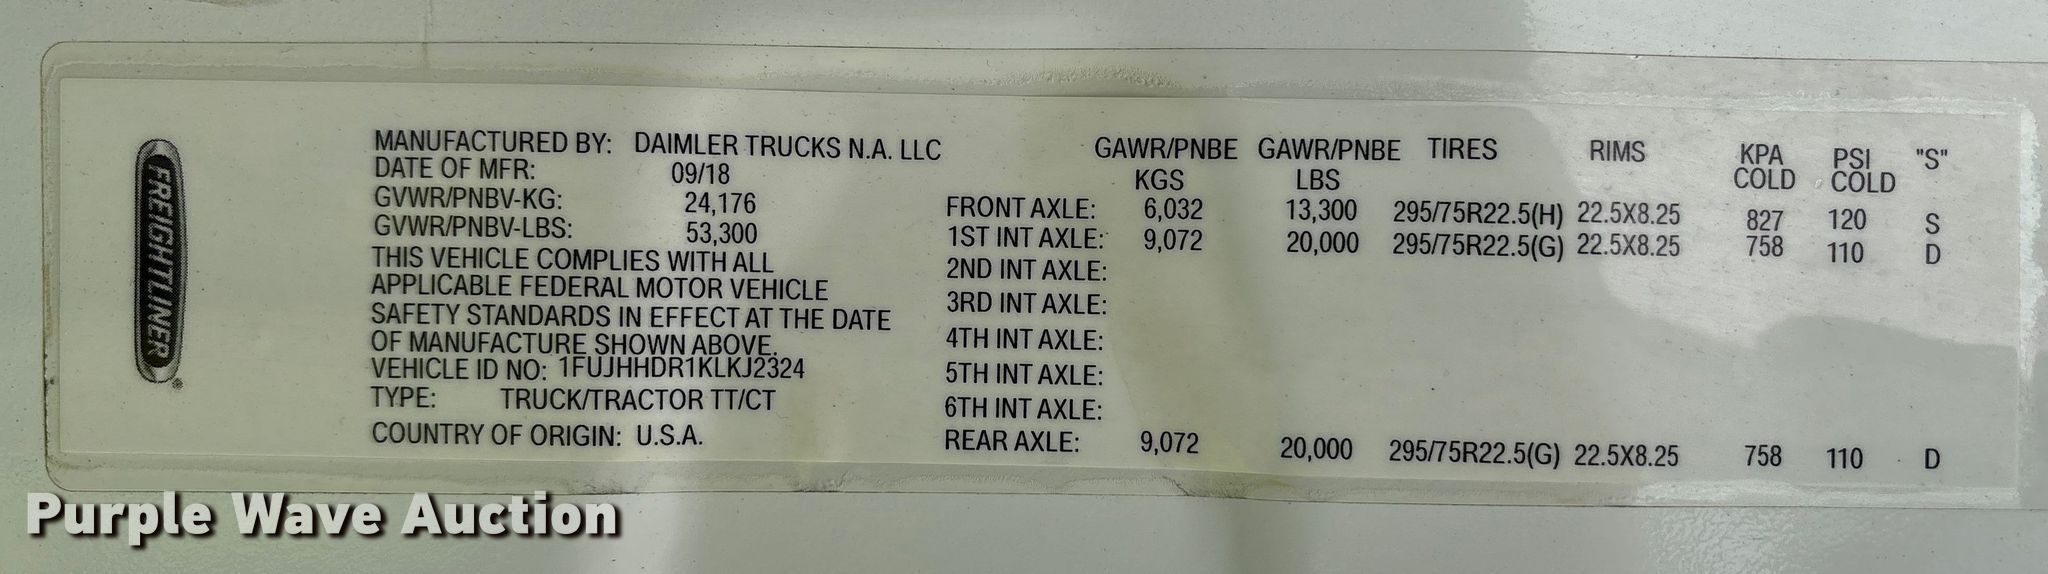 FREIGHTLINER®
MANUFACTURED BY: DAIMLER TRUCKS N.A. LLC
DATE OF MFR: 09/18
GVWR/PNBV-KG: 24,176
GVWR/PNBV-LBS: 53,300
THIS VEHICLE COMPLIES WITH ALL
APPLICABLE FEDERAL MOTOR VEHICLE
SAFETY STANDARDS IN EFFECT AT THE DATE
OF MANUFACTURE SHOWN ABOVE.
VEHICLE ID NO: 1FUJHHDR1KLKJ2324
TYPE: TRUCK/TRACTOR TT/CT
COUNTRY OF ORIGIN: U.S.A.
GAWR/PNBE GAWR/PNBE TIRES RIMS KPA PSI "S"
KGS LBS COLD COLD
FRONT AXLE: 6,032 13,300 295/75R22.5(H) 22.5X8.25 827 120 S
1ST INT AXLE: 9,072 20,000 295/75R22.5(G) 22.5X8.25 758 110 D
2ND INT AXLE:
3RD INT AXLE:
4TH INT AXLE:
5TH INT AXLE:
6TH INT AXLE:
REAR AXLE: 9,072 20,000 295/75R22.5(G) 22.5X8.25 758 110 D
Purple Wave Auction